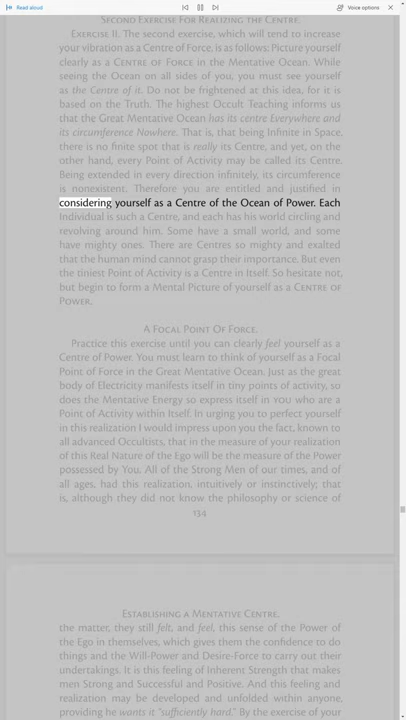 Read aloud
Voice options
Second Exercise For Realizing the Centre.
Exercise II. The second exercise, which will tend to increase
your vibration as a Centre of Force, is as follows: Picture yourself
clearly as a Centre of Force in the Mentative Ocean. While
seeing the Ocean on all sides of you, you must see yourself
as the Centre of it. Do not be frightened at this idea, for it is
based on the Truth. The highest Occult Teaching informs us
that the Great Mentative Ocean has its centre Everywhere and
its circumference Nowhere. That is, that being Infinite in Space,
there is no finite spot that is really its Centre, and yet, on the
other hand, every Point of Activity may be called its Centre.
Being extended in every direction infinitely, its circumference
is nonexistent. Therefore you are entitled and justified in
considering yourself as a Centre of the Ocean of Power. Each
Individual is such a Centre, and each has his world circling and
revolving around him. Some have a small world, and some
have mighty ones. There are Centres so mighty and exalted
that the human mind cannot grasp their importance. But even
the tiniest Point of Activity is a Centre in Itself. So hesitate not,
but begin to form a Mental Picture of yourself as a Centre of
Power.
A Focal Point Of Force.
Practice this exercise until you can clearly feel yourself as a
Centre of Power. You must learn to think of yourself as a Focal
Point of Force in the Great Mentative Ocean. Just as the great
body of Electricity manifests itself in tiny points of activity, so
does the Mentative Energy so express itself in you who are a
Point of Activity within Itself. In urging you to perfect yourself
in this realization I would impress upon you the fact, known to
all advanced Occultists, that in the measure of your realization
of this Real Nature of the Ego will be the measure of the Power
possessed by You. All of the Strong Men of our times, and of
all ages, had this realization, intuitively or instinctively; that
is, although they did not know the philosophy or science of
134
Establishing a Mentative Centre.
the matter, they still felt, and feel, this sense of the Power of
the Ego in themselves, which gives them the confidence to do
things and the Will-Power and Desire-Force to carry out their
undertakings. It is this feeling of Inherent Strength that makes
men Strong and Successful and Positive. And this feeling and
realization may be developed and unfolded within anyone,
providing he wants it "sufficiently hard." By the exercise of your